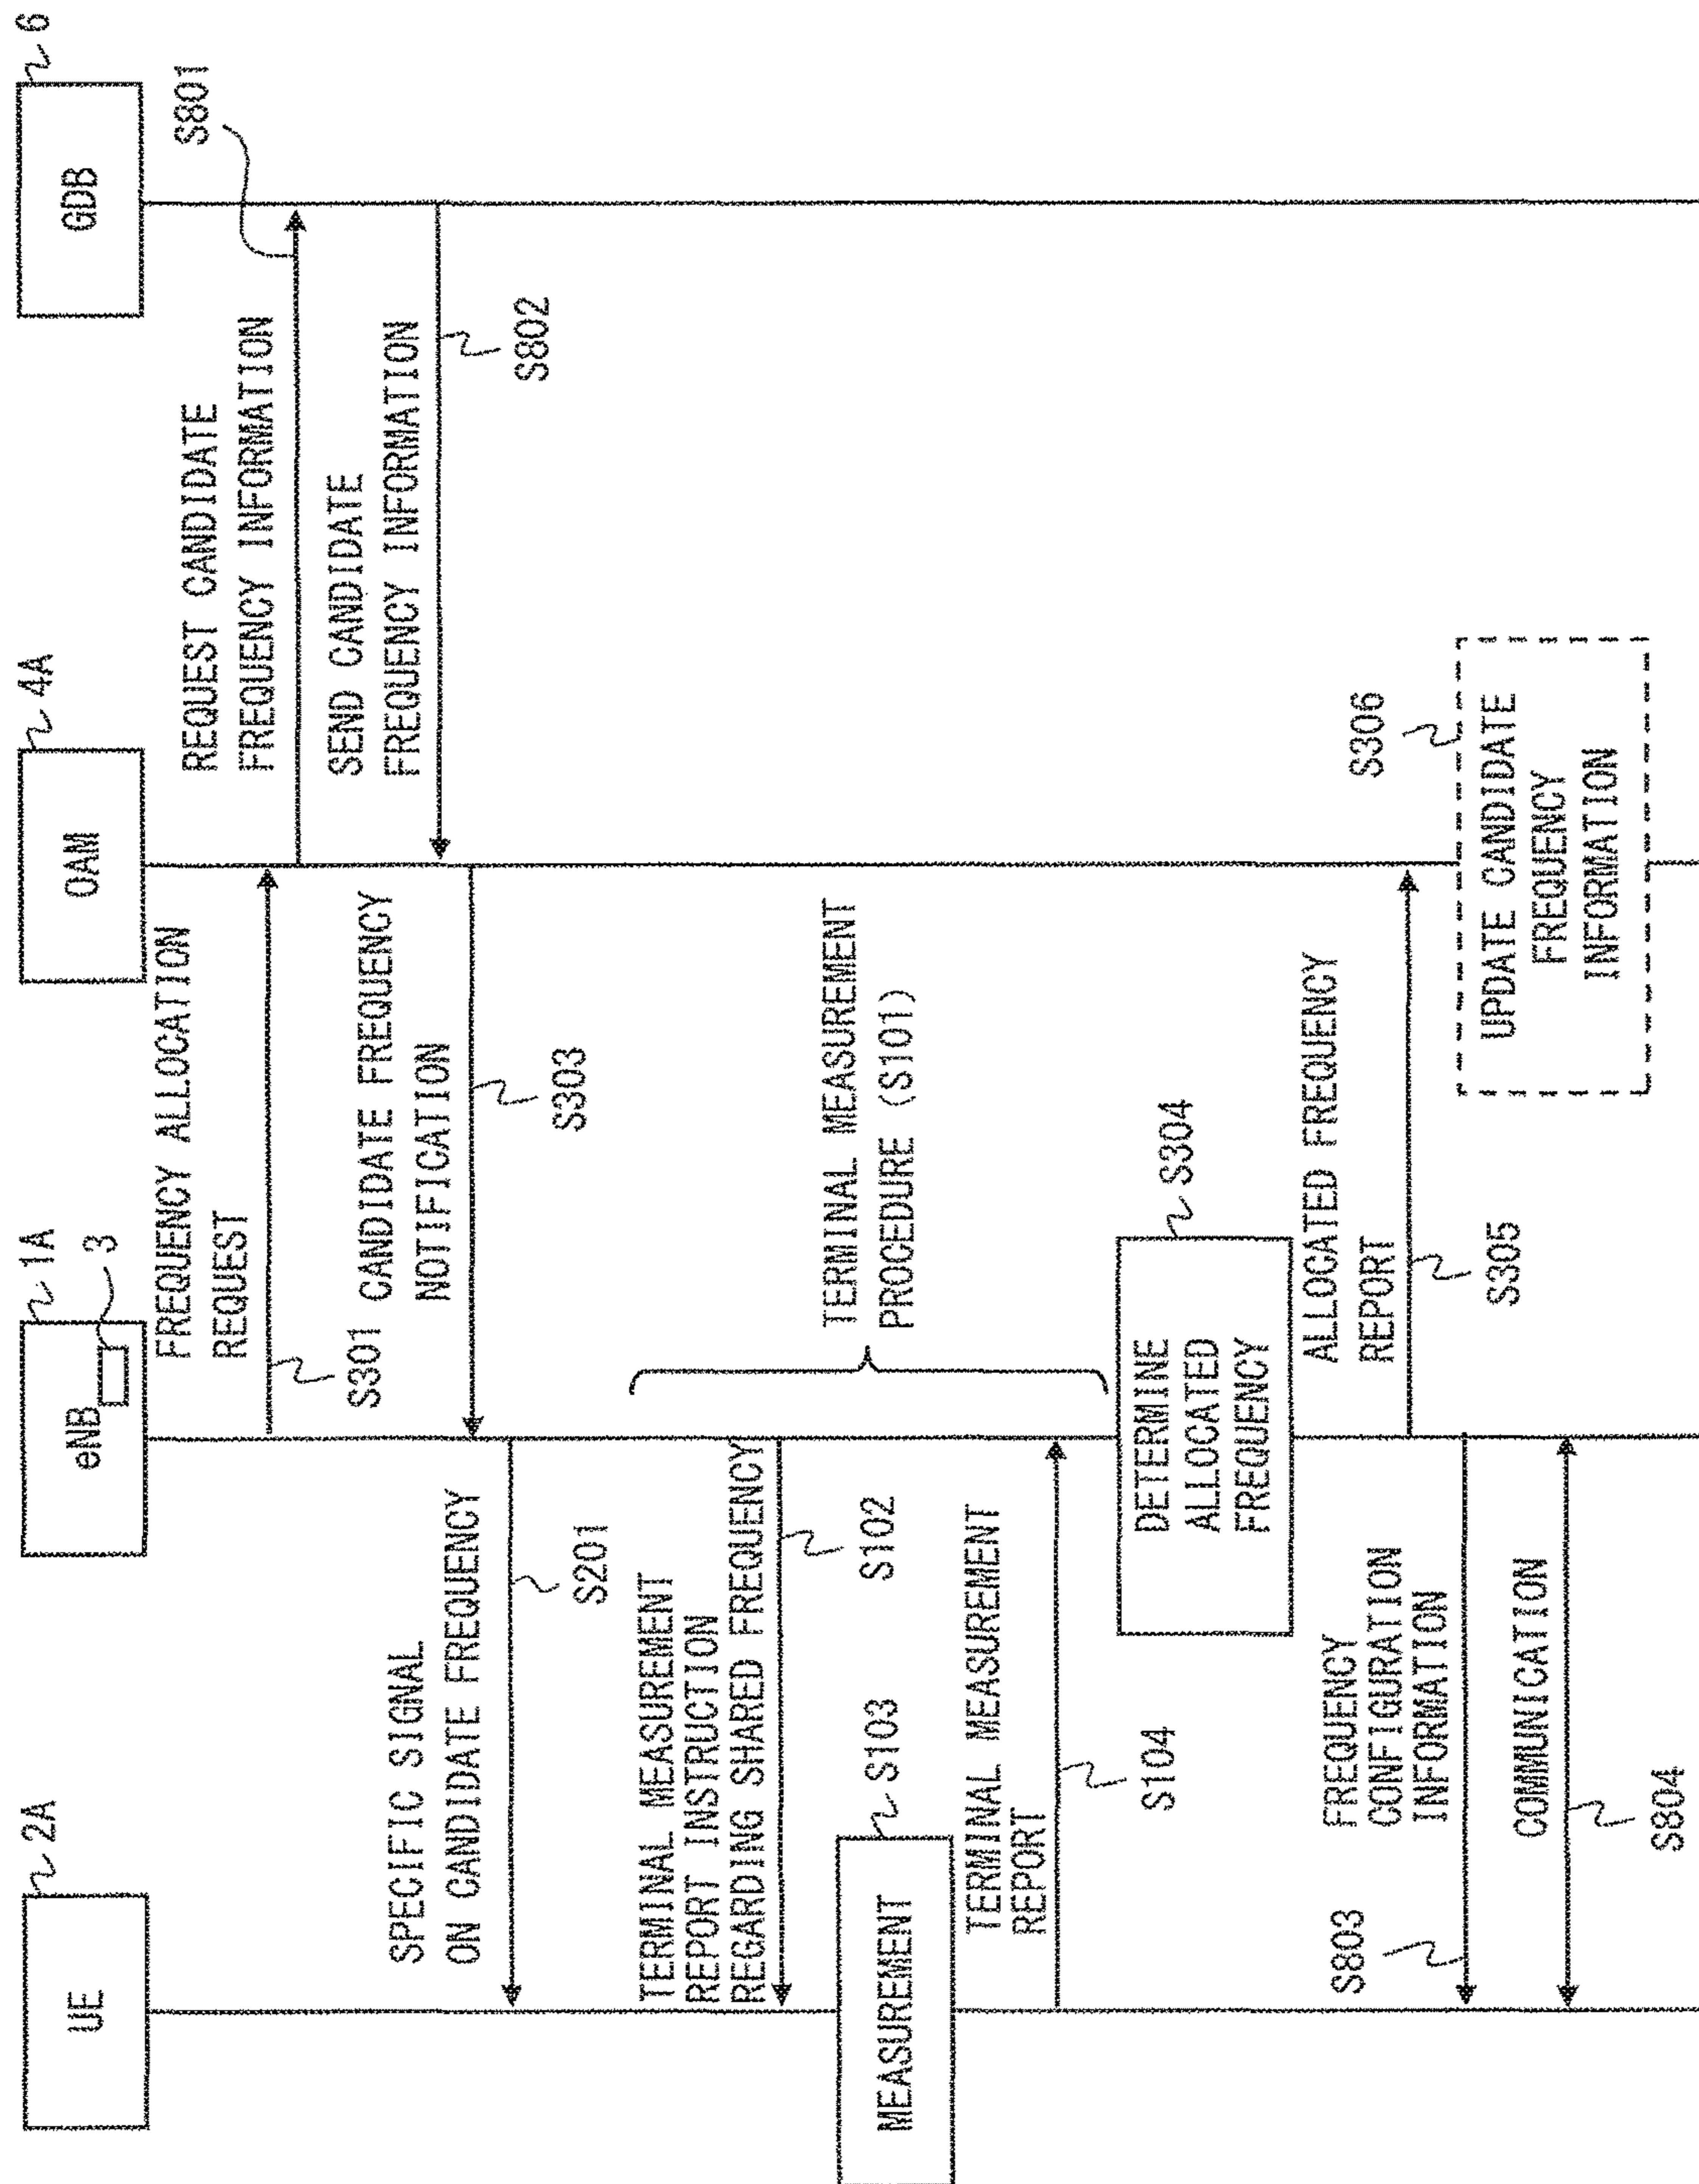 UE
2A
eNB
1A
3
OAM
4A
GDB
6
FREQUENCY ALLOCATION
REQUEST
S301
REQUEST CANDIDATE
FREQUENCY INFORMATION
S801
SEND CANDIDATE
FREQUENCY INFORMATION
S802
CANDIDATE FREQUENCY
NOTIFICATION
S303
SPECIFIC SIGNAL
ON CANDIDATE FREQUENCY
S201
TERMINAL MEASUREMENT
REPORT INSTRUCTION
REGARDING SHARED FREQUENCY
S102
TERMINAL MEASUREMENT
PROCEDURE (S101)
MEASUREMENT
S103
TERMINAL MEASUREMENT
REPORT
S104
DETERMINE
ALLOCATED
FREQUENCY
S304
ALLOCATED FREQUENCY
REPORT
S305
FREQUENCY
CONFIGURATION
INFORMATION
S803
UPDATE CANDIDATE
FREQUENCY
INFORMATION
S306
COMMUNICATION
S804